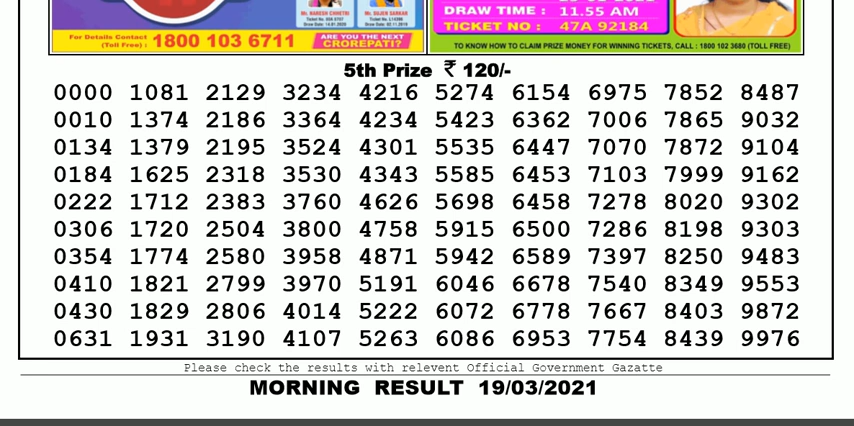 Mr. NARESH CHHETRI
Mr. SUJEN SARKAR
For Details Contact
(Toll Free) : 1800 103 6711
ARE YOU THE NEXT
CROREPATI?
DRAW TIME : 11.55 AM
TICKET NO : 47A 92184
TO KNOW HOW TO CLAIM PRIZE MONEY FOR WINNING TICKETS, CALL : 1800 102 3680 (TOLL FREE)
5th Prize ₹ 120/-
0000 1081 2129 3234 4216 5274 6154 6975 7852 8487
0010 1374 2186 3364 4234 5423 6362 7006 7865 9032
0134 1379 2195 3524 4301 5535 6447 7070 7872 9104
0184 1625 2318 3530 4343 5585 6453 7103 7999 9162
0222 1712 2383 3760 4626 5698 6458 7278 8020 9302
0306 1720 2504 3800 4758 5915 6500 7286 8198 9303
0354 1774 2580 3958 4871 5942 6589 7397 8250 9483
0410 1821 2799 3970 5191 6046 6678 7540 8349 9553
0430 1829 2806 4014 5222 6072 6778 7667 8403 9872
0631 1931 3190 4107 5263 6086 6953 7754 8439 9976
Please check the results with relevent Official Government Gazatte
MORNING RESULT 19/03/2021